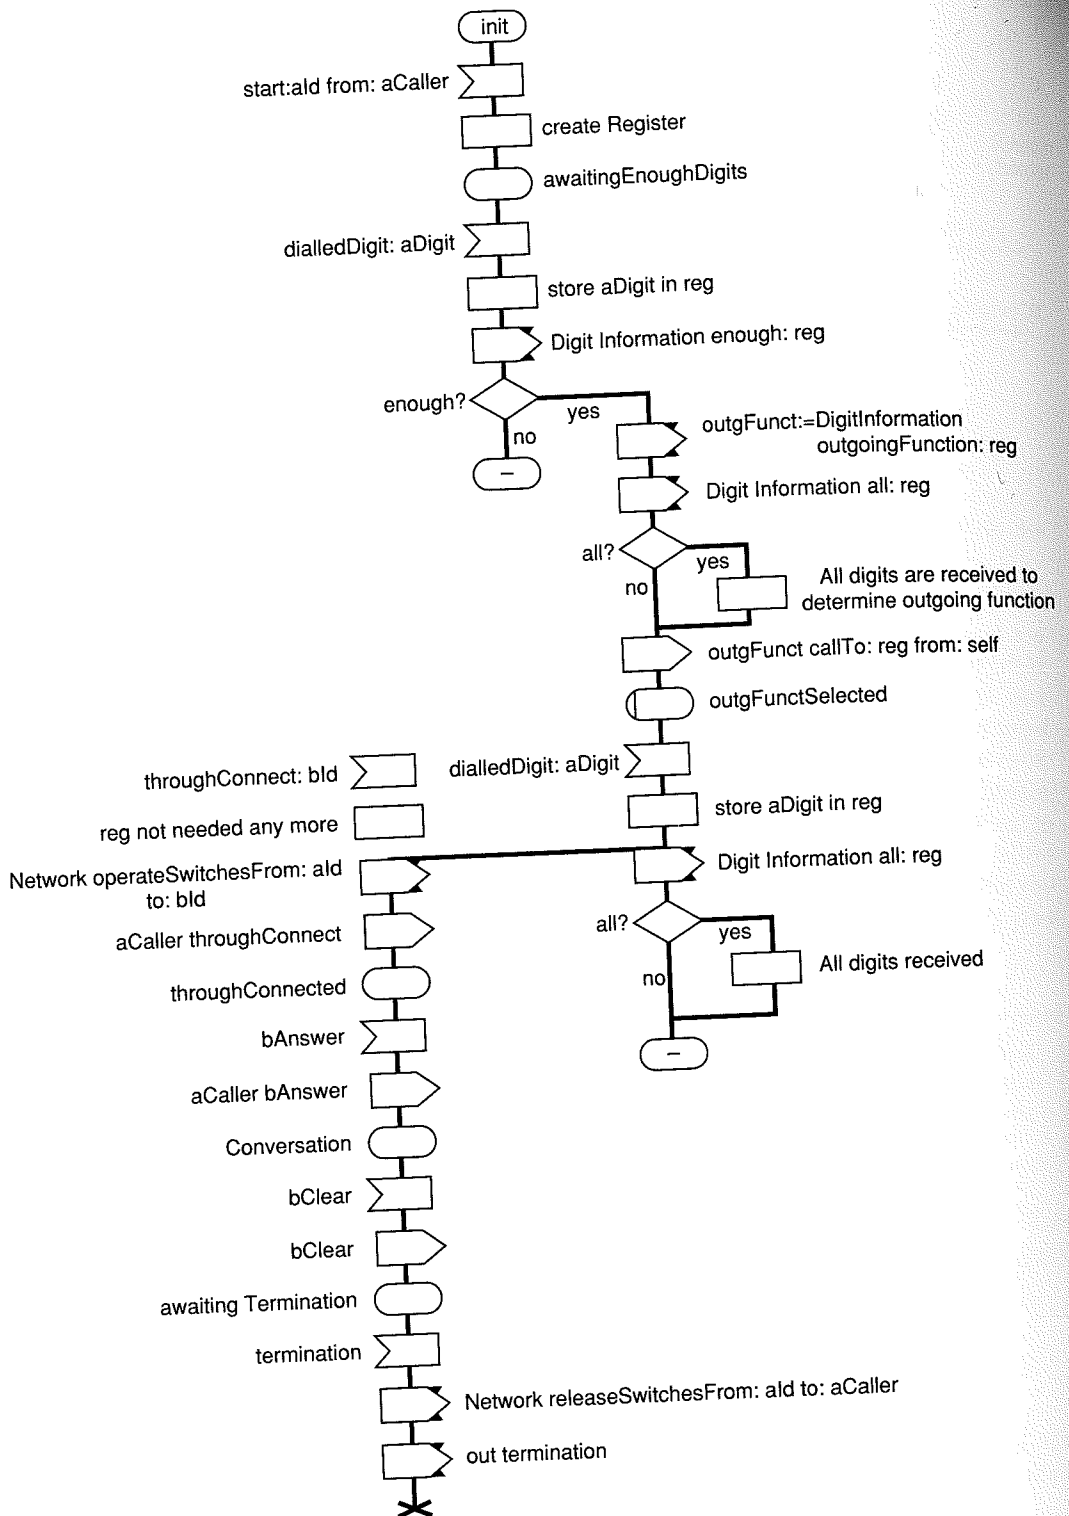 init
start:aId from: aCaller
create Register
awaitingEnoughDigits
dialledDigit: aDigit
store aDigit in reg
Digit Information enough: reg
enough?
yes
no
–
outgFunct:=DigitInformation
outgoingFunction: reg
Digit Information all: reg
all?
yes
no
All digits are received to
determine outgoing function
outgFunct callTo: reg from: self
outgFunctSelected
throughConnect: bId
dialledDigit: aDigit
reg not needed any more
store aDigit in reg
Network operateSwitchesFrom: aId
to: bId
Digit Information all: reg
aCaller throughConnect
all?
yes
no
All digits received
–
throughConnected
bAnswer
aCaller bAnswer
Conversation
bClear
bClear
awaiting Termination
termination
Network releaseSwitchesFrom: aId to: aCaller
out termination